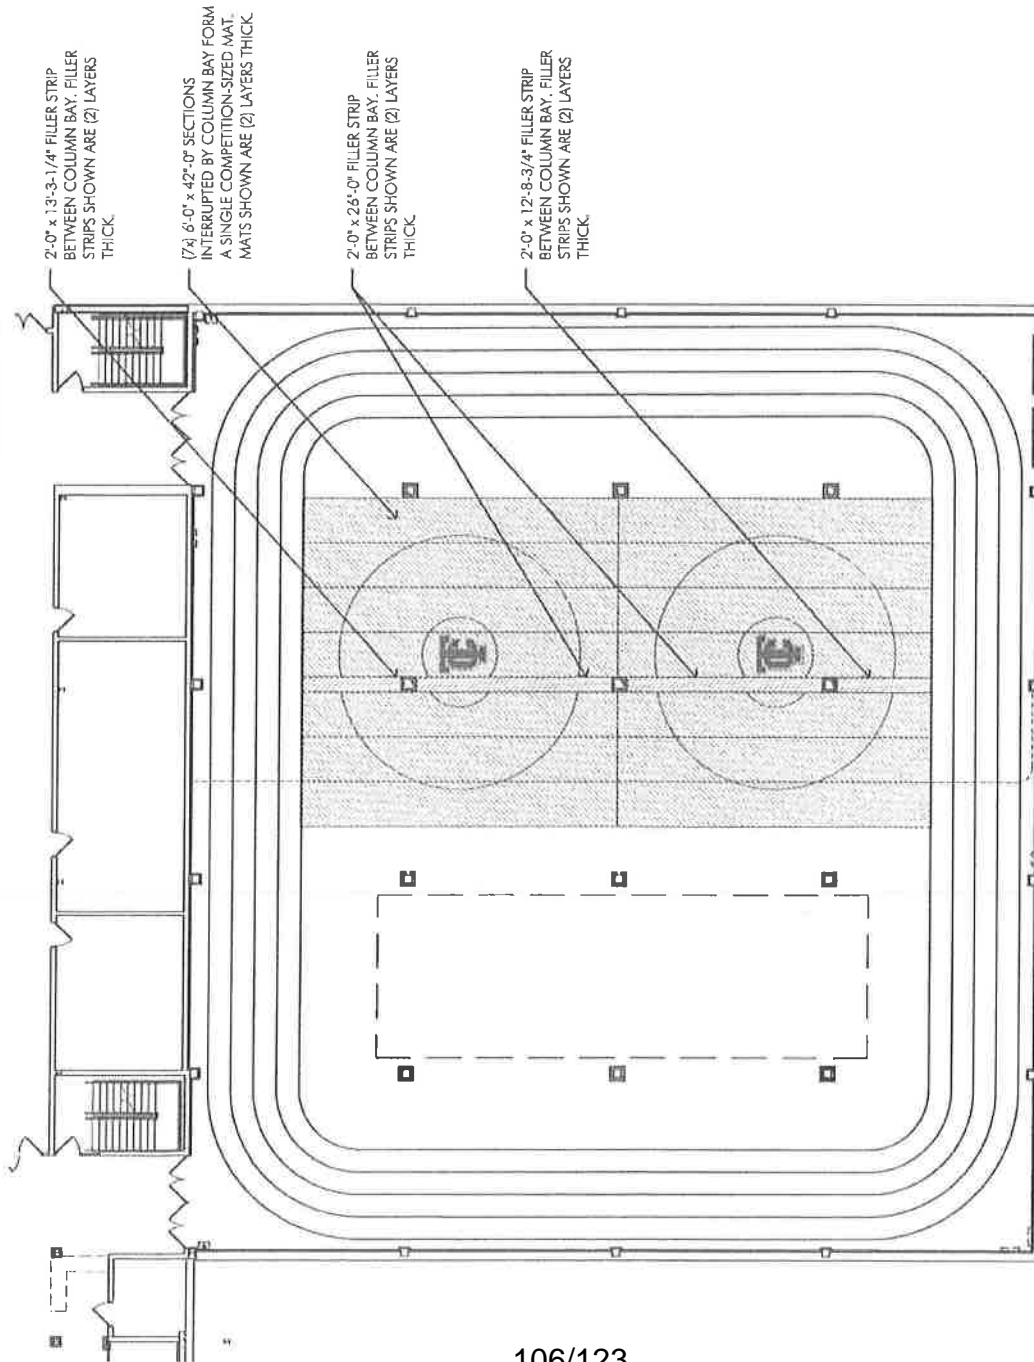 2'-0" x 13'-3-1/4" FILLER STRIP
BETWEEN COLUMN BAY. FILLER
STRIPS SHOWN ARE (2) LAYERS
THICK.
(7x) 6'-0" x 42'-0" SECTIONS
INTERRUPTED BY COLUMN BAY FORM
A SINGLE COMPETITION-SIZED MAT.
MATS SHOWN ARE (2) LAYERS THICK.
2'-0" x 26'-0" FILLER STRIP
BETWEEN COLUMN BAY. FILLER
STRIPS SHOWN ARE (2) LAYERS
THICK.
2'-0" x 12'-8-3/4" FILLER STRIP
BETWEEN COLUMN BAY. FILLER
STRIPS SHOWN ARE (2) LAYERS
THICK.
106/123